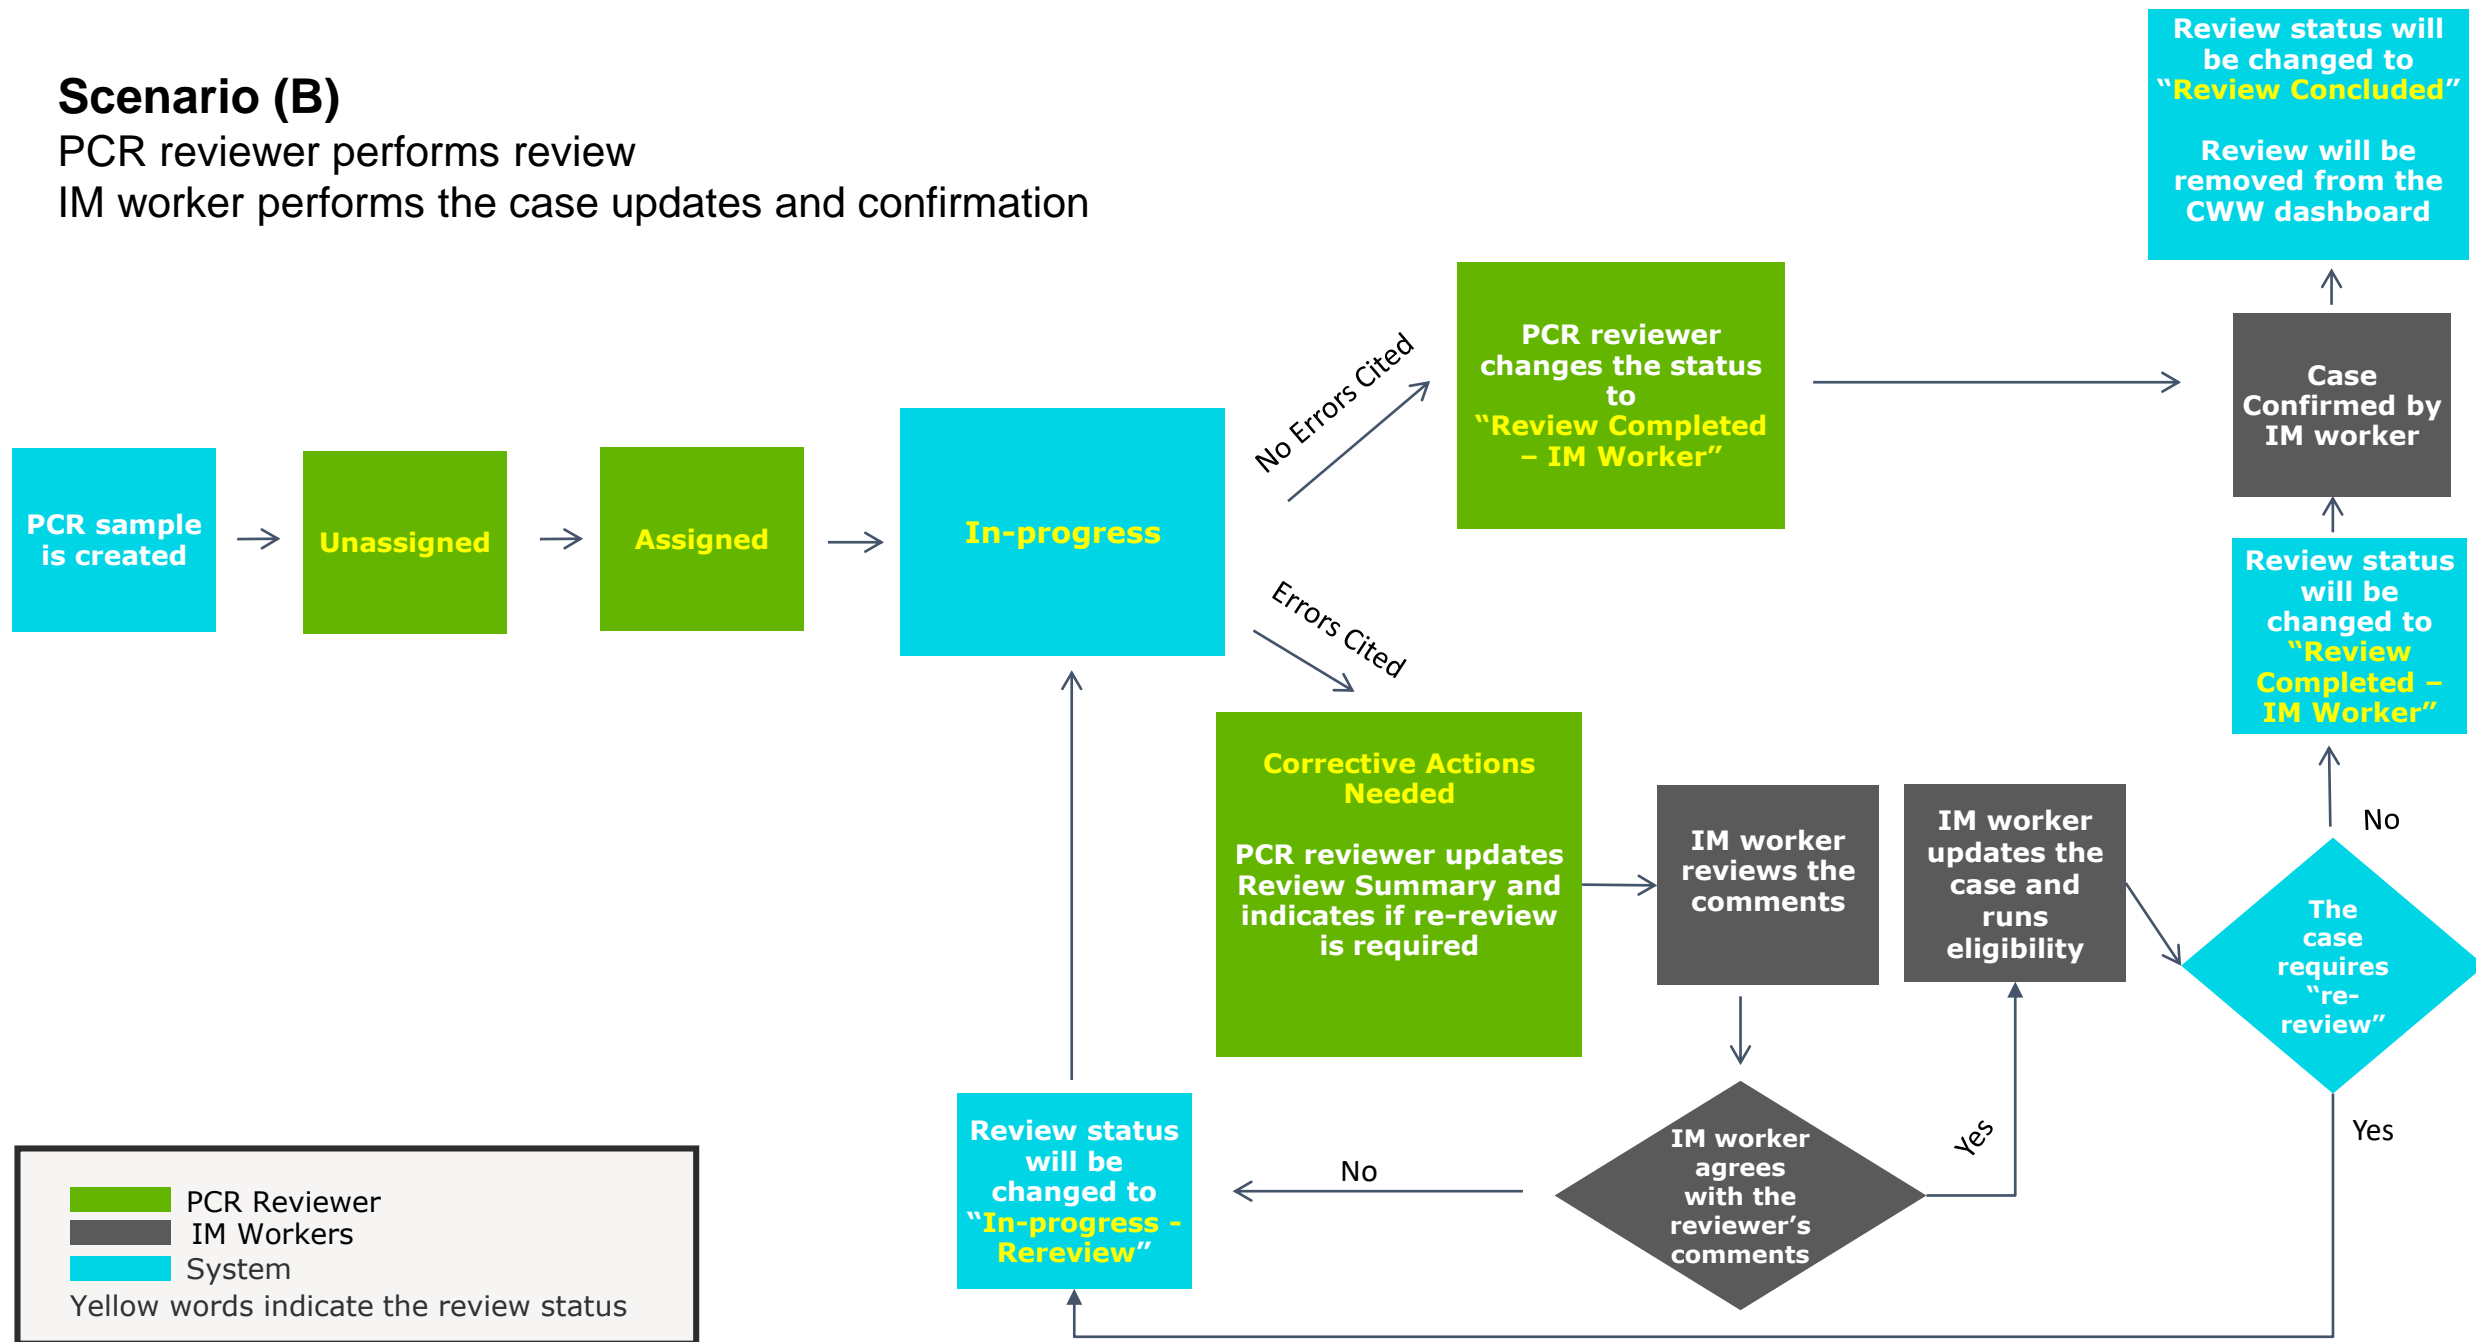 Scenario (B)
PCR reviewer performs review
IM worker performs the case updates and confirmation
Review status will
be changed to
“Review Concluded”
Review will be
removed from the
CWW dashboard
PCR reviewer
changes the status
to
“Review Completed
– IM Worker”
Case
Confirmed by
IM worker
No Errors Cited
PCR sample
is created
Unassigned
Assigned
In-progress
Errors Cited
Review status
will be
changed to
“Review
Completed –
IM Worker”
Corrective Actions
Needed
PCR reviewer updates
Review Summary and
indicates if re-review
is required
IM worker
reviews the
comments
IM worker
updates the
case and
runs
eligibility
No
The
case
requires
“re-
review”
Yes
Review status
will be
changed to
“In-progress -
Rereview”
No
IM worker
agrees
with the
reviewer’s
comments
Yes
PCR Reviewer
IM Workers
System
Yellow words indicate the review status